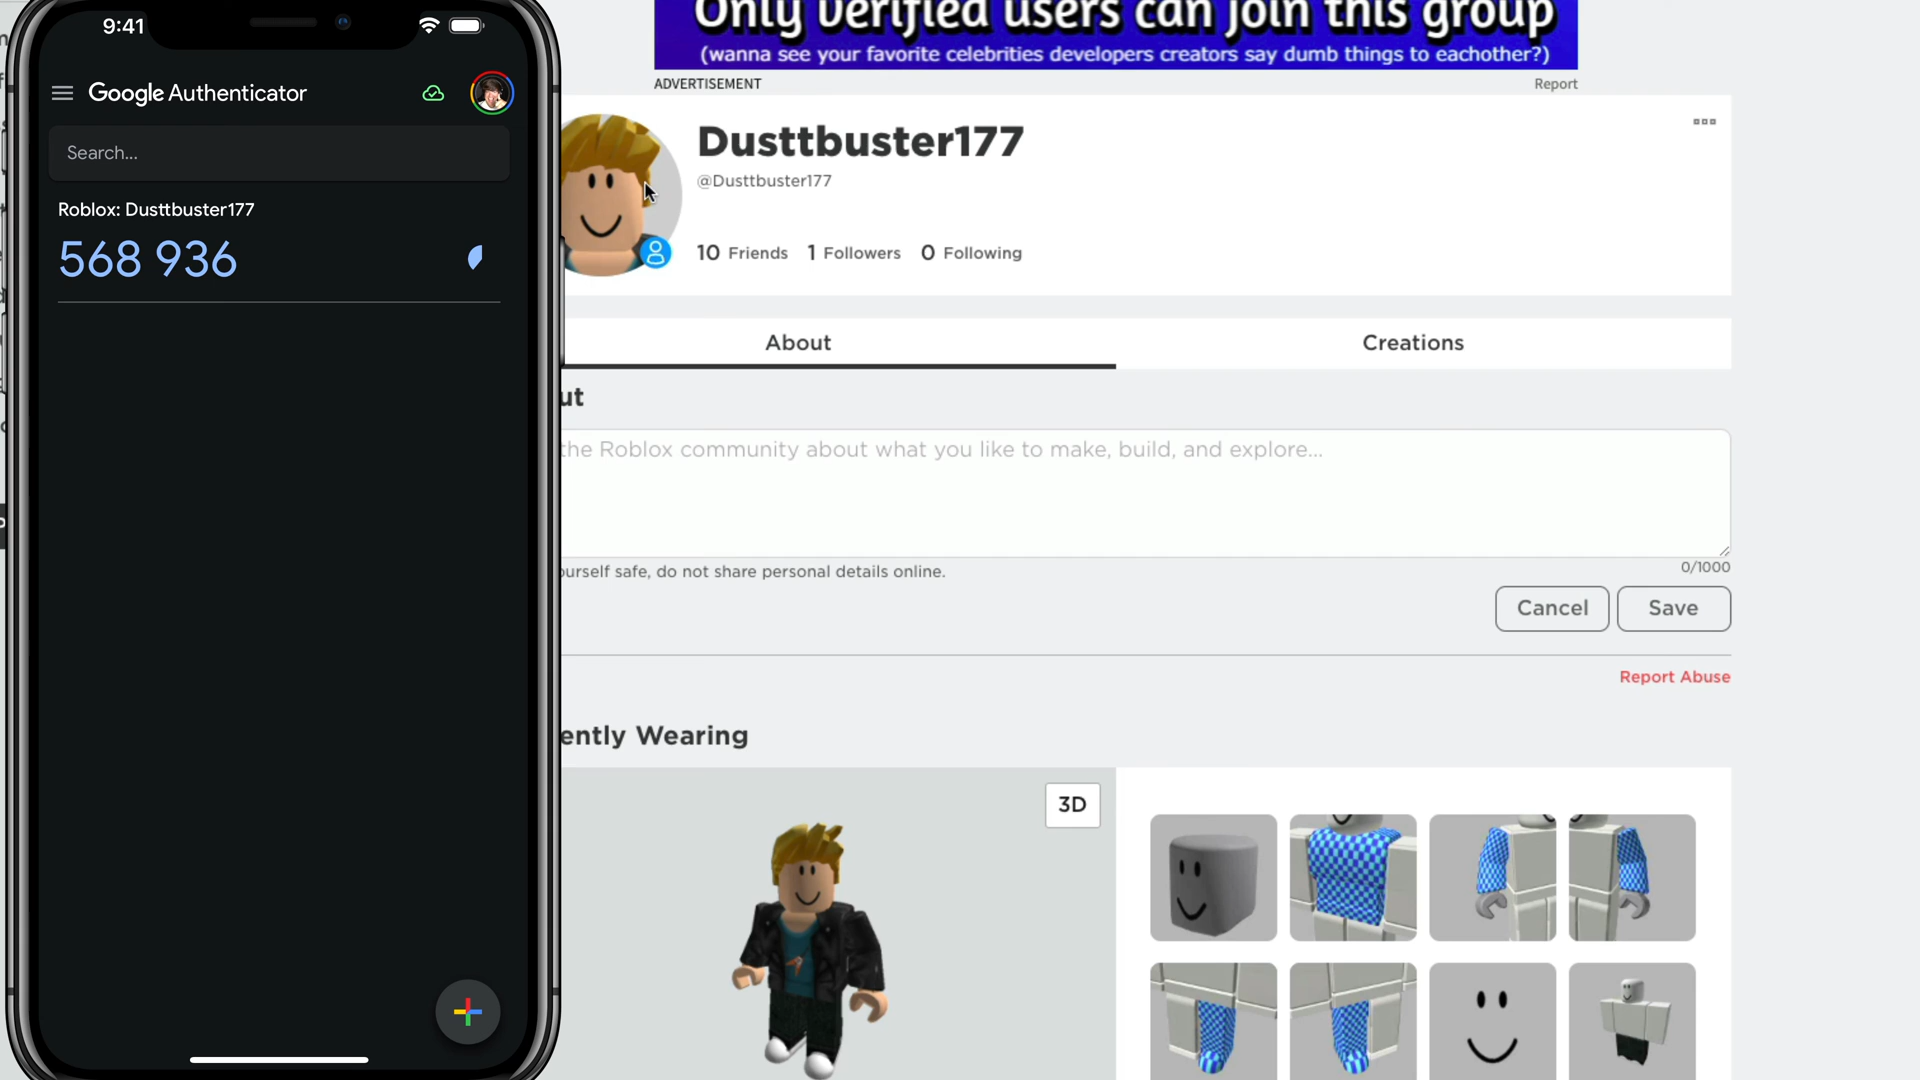 9:41
Google Authenticator
Search...
Roblox: Dusttbuster177
568 936
Only verified users can join this group
(wanna see your favorite celebrities developers creators say dumb things to eachother?)
ADVERTISEMENT
Report
Dusttbuster177
@Dusttbuster177
10 Friends 1 Followers 0 Following
About
Creations
ut
the Roblox community about what you like to make, build, and explore...
0/1000
ourself safe, do not share personal details online.
Cancel
Save
Report Abuse
ently Wearing
3D